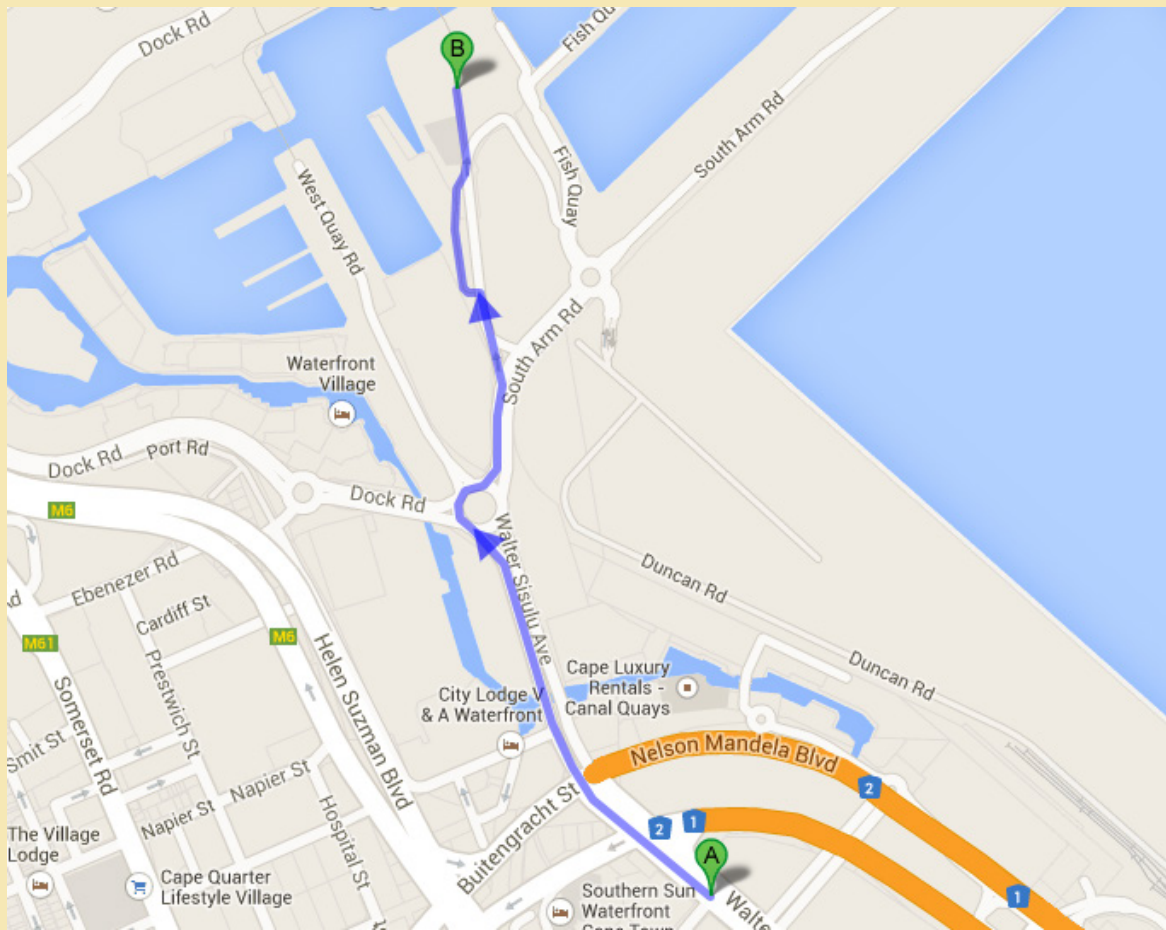 Dock Rd
B
Fish Qu
Fish Quay
South Arm Rd
West Quay Rd
South Arm Rd
Waterfront
Village
Dock Rd
Port Rd
Dock Rd
M6
Walter Sisulu Ave
Duncan Rd
Ebenezer Rd
Cardiff St
M61
M6
Helen Suzman Blvd
Prestwich St
Somerset Rd
Duncan Rd
Cape Luxury
Rentals -
Canal Quays
City Lodge V
& A Waterfront
Nelson Mandela Blvd
Smit St
Napier St
Napier St
Hospital St
Buitengracht St
2
2
1
A
1
The Village
Lodge
Cape Quarter
Lifestyle Village
Southern Sun
Waterfront
Cape Town
Walte